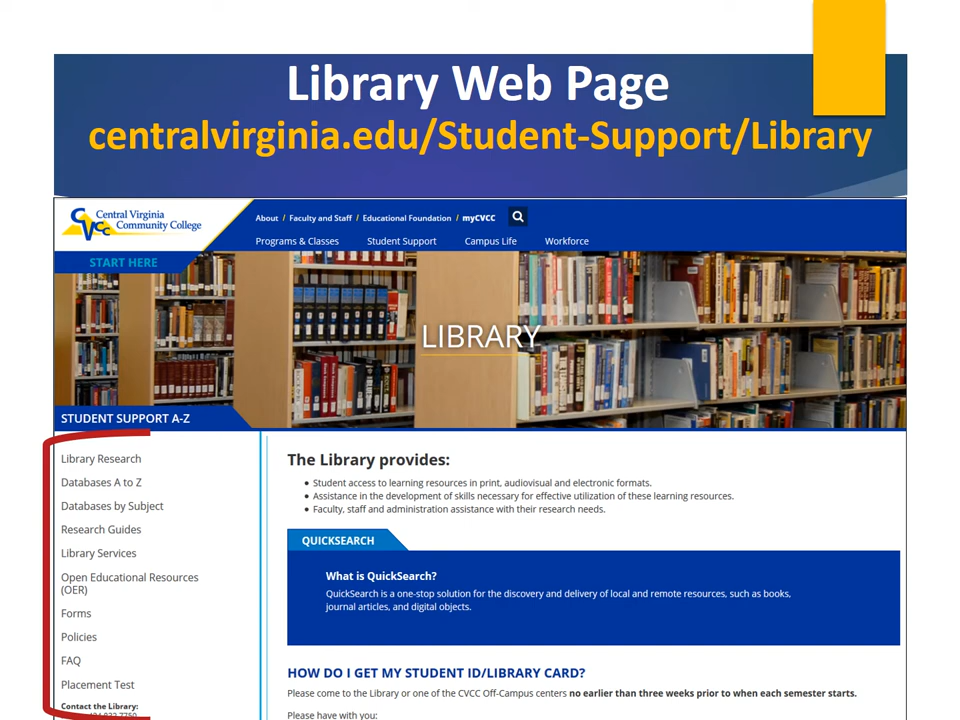 Library Web Page
centralvirginia.edu/Student-Support/Library
Central Virginia
Community College
CVCC
About / Faculty and Staff / Educational Foundation / myCVCC
Programs & Classes Student Support Campus Life Workforce
START HERE
LIBRARY
STUDENT SUPPORT A-Z
Library Research
Databases A to Z
Databases by Subject
Research Guides
Library Services
Open Educational Resources
(OER)
Forms
Policies
FAQ
Placement Test
Contact the Library:
The Library provides:
• Student access to learning resources in print, audiovisual and electronic formats.
• Assistance in the development of skills necessary for effective utilization of these learning resources.
• Faculty, staff and administration assistance with their research needs.
QUICKSEARCH
What is QuickSearch?
QuickSearch is a one-stop solution for the discovery and delivery of local and remote resources, such as books,
journal articles, and digital objects.
HOW DO I GET MY STUDENT ID/LIBRARY CARD?
Please come to the Library or one of the CVCC Off-Campus centers no earlier than three weeks prior to when each semester starts.
Please have with you: